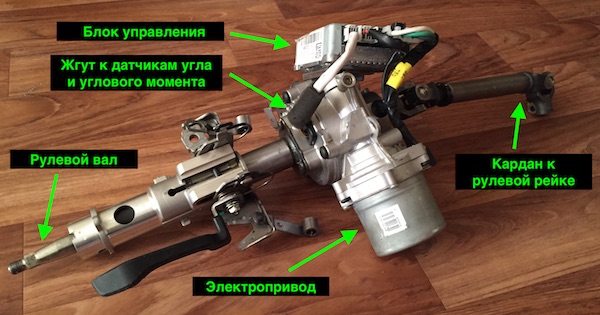 Блок управления
Жгут к датчикам угла
и углового момента
Рулевой вал
Кардан к
рулевой рейке
Электропривод